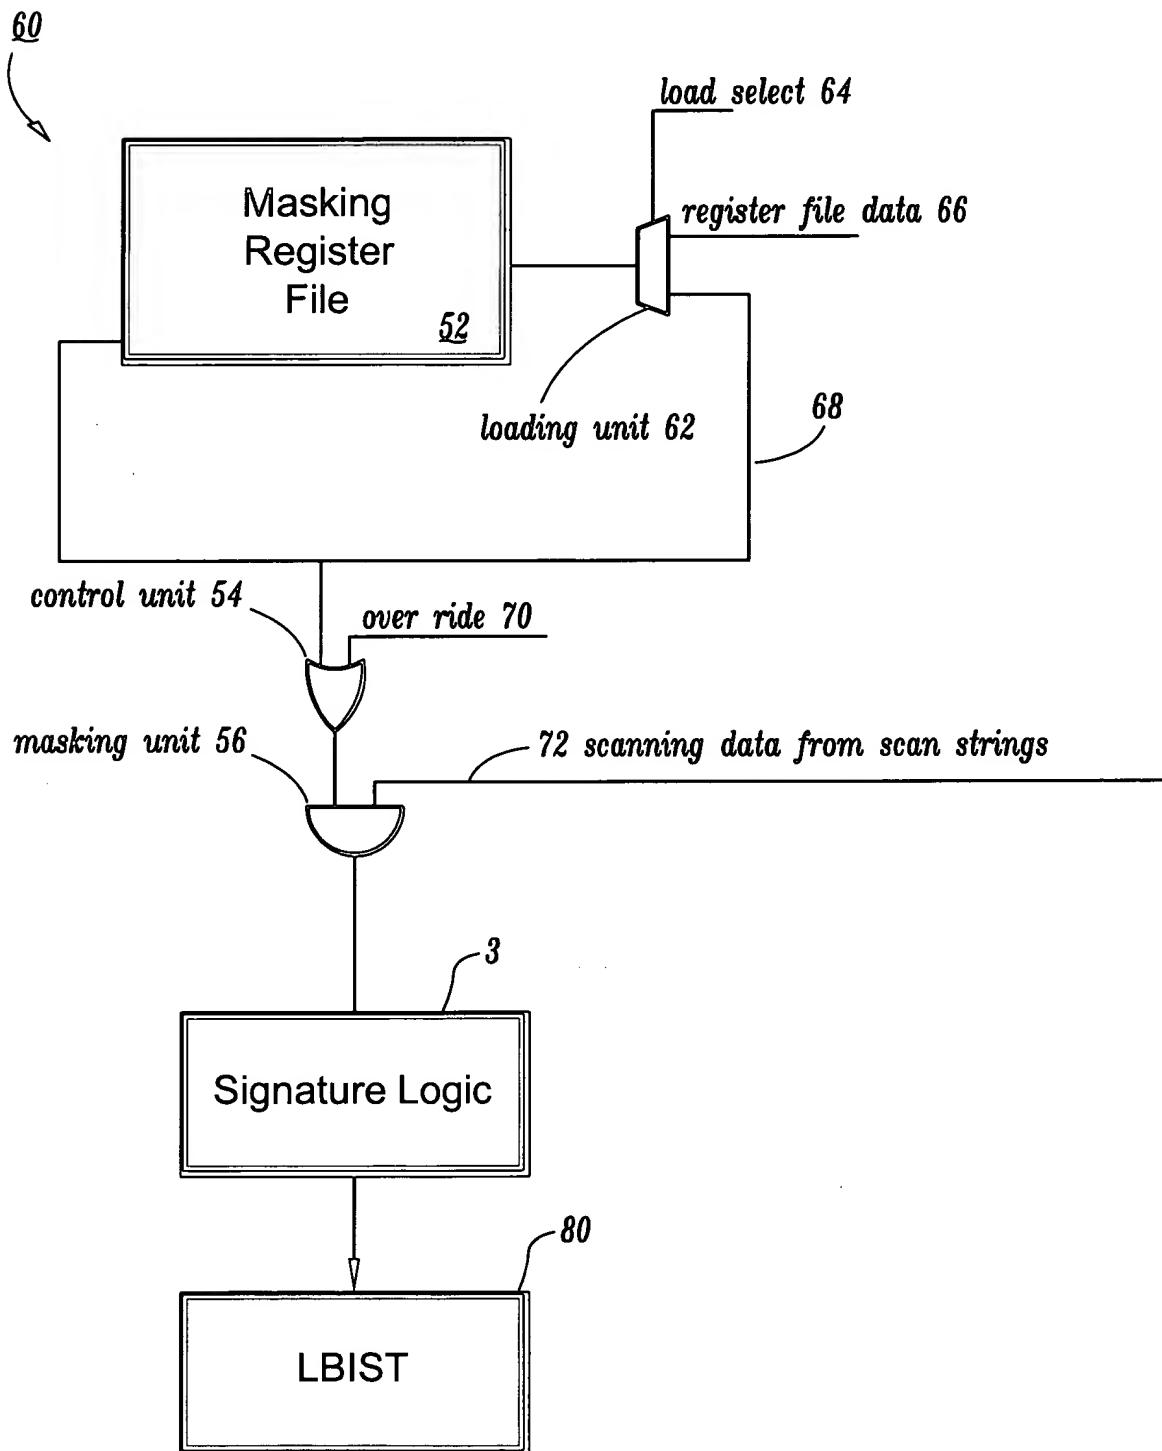 60
load select 64
register file data 66
Masking
Register
File
52
loading unit 62
68
control unit 54
over ride 70
masking unit 56
72 scanning data from scan strings
3
Signature Logic
80
LBIST